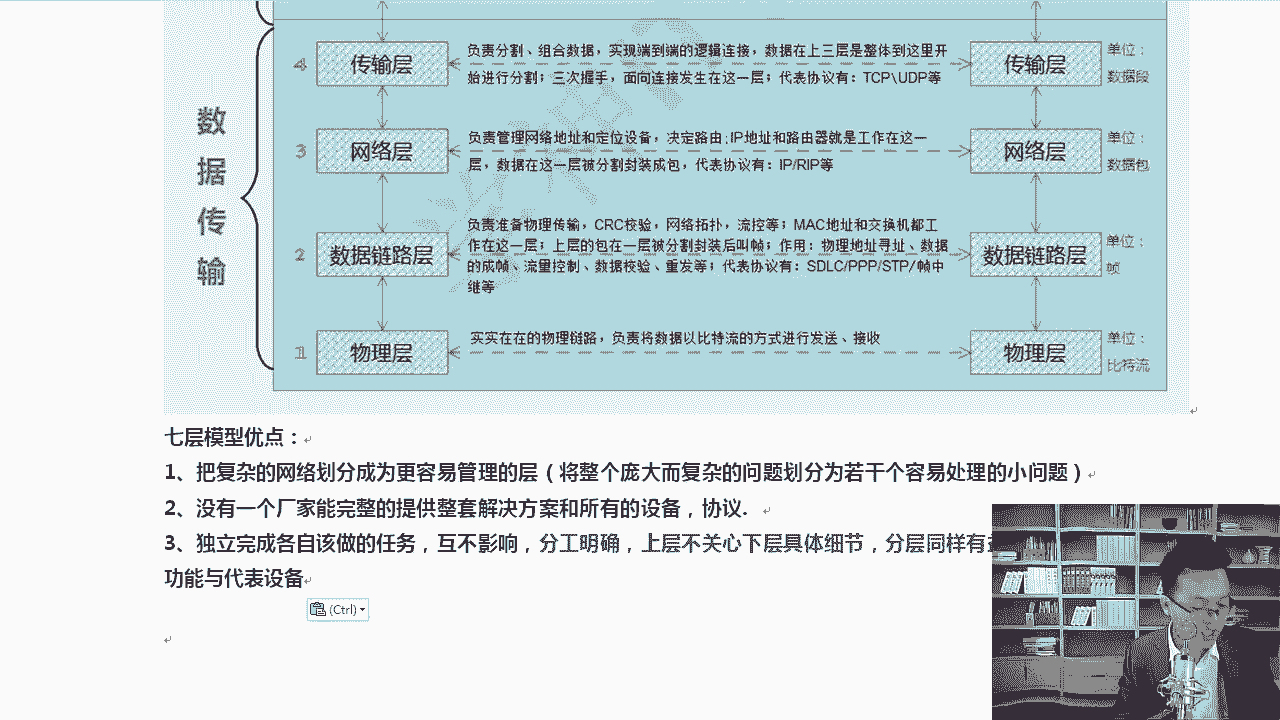 4
传输层
负责分割、组合数据，实现端到端的逻辑连接，数据在上三层是整体到这里开
始进行分割；三次握手，面向连接发生在这一层；代表协议有：TCP\UDP等
传输层
单位：
数据段
3
网络层
负责管理网络地址和定位设备，决定路由；IP地址和路由器就是工作在这一
层，数据在这一层被分割封装成包，代表协议有：IP/RIP等
网络层
单位：
数据包
数据传输
2
数据链路层
负责准备物理传输，CRC校验，网络拓扑，流控等；MAC地址和交换机都工
作在这一层；上层的包在一层被分割封装后叫帧；作用：物理地址寻址、数据
的成帧、流量控制、数据校验、重发等；代表协议有：SDLC/PPP/STP/帧中
继等
数据链路层
单位：
帧
1
物理层
实实在在的物理链路，负责将数据以比特流的方式进行发送、接收
物理层
单位：
比特流
七层模型优点：
1、把复杂的网络划分成为更容易管理的层（将整个庞大而复杂的问题划分为若干个容易处理的小问题）
2、没有一个厂家能完整的提供整套解决方案和所有的设备，协议.
3、独立完成各自该做的任务，互不影响，分工明确，上层不关心下层具体细节，分层同样有
功能与代表设备
(Ctrl)